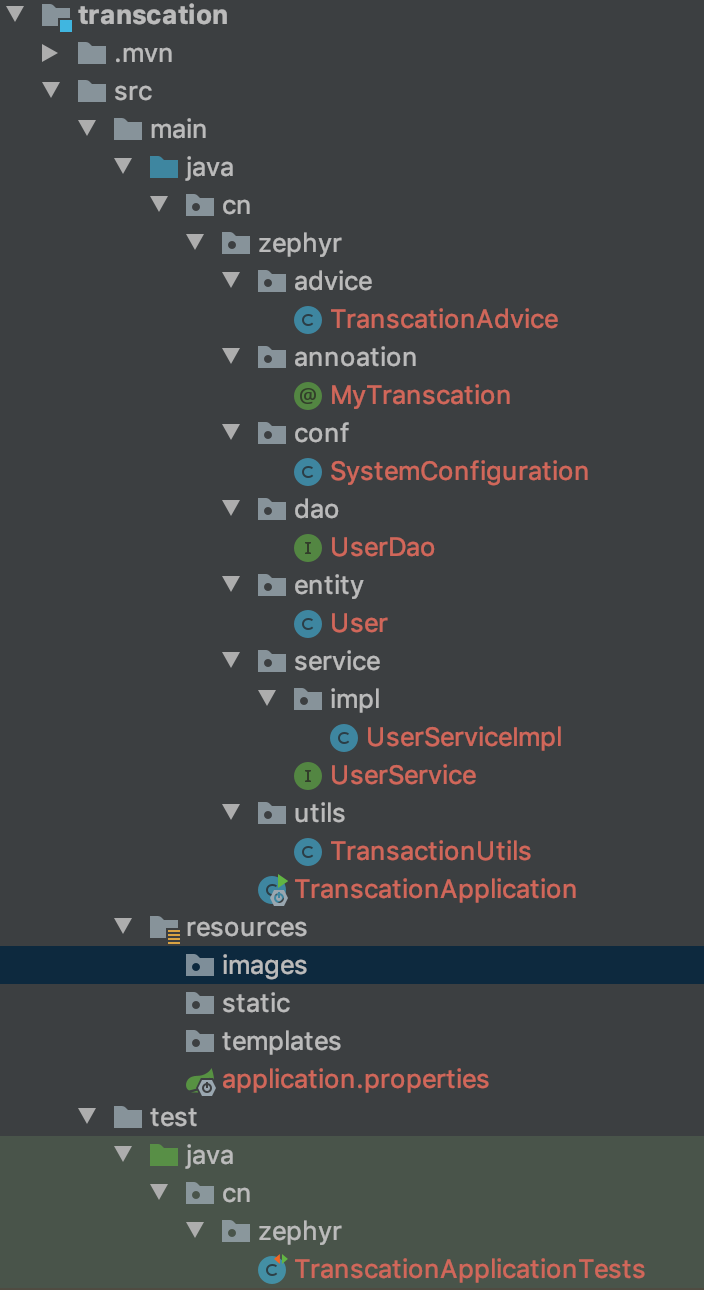 transcation
.mvn
src
main
java
cn
zephyr
advice
TranscationAdvice
annoation
MyTranscation
conf
SystemConfiguration
dao
UserDao
entity
User
service
impl
UserServiceImpl
UserService
utils
TransactionUtils
TranscationApplication
resources
images
static
templates
application.properties
test
java
cn
zephyr
TranscationApplicationTests